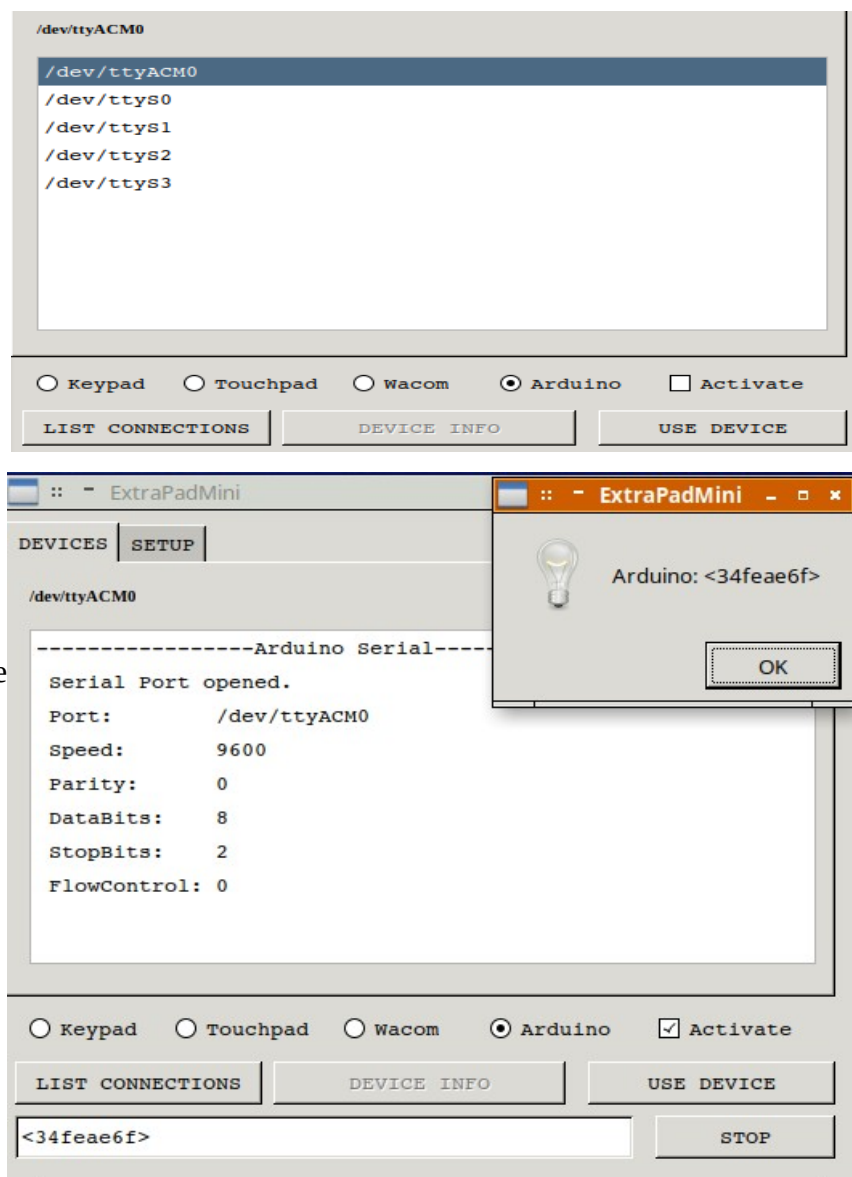 /dev/ttyACM0
/dev/ttyACM0
/dev/ttyS0
/dev/ttyS1
/dev/ttyS2
/dev/ttyS3
Keypad Touchpad Wacom Arduino Activate
LIST CONNECTIONS DEVICE INFO USE DEVICE
ExtraPadMini
ExtraPadMini
DEVICES SETUP
Arduino: <34feae6f>
OK
/dev/ttyACM0
-----------------Arduino Serial----
e
Serial Port opened.
Port: /dev/ttyACM0
Speed: 9600
Parity: 0
DataBits: 8
StopBits: 2
FlowControl: 0
Keypad Touchpad Wacom Arduino Activate
LIST CONNECTIONS DEVICE INFO USE DEVICE
<34feae6f> STOP